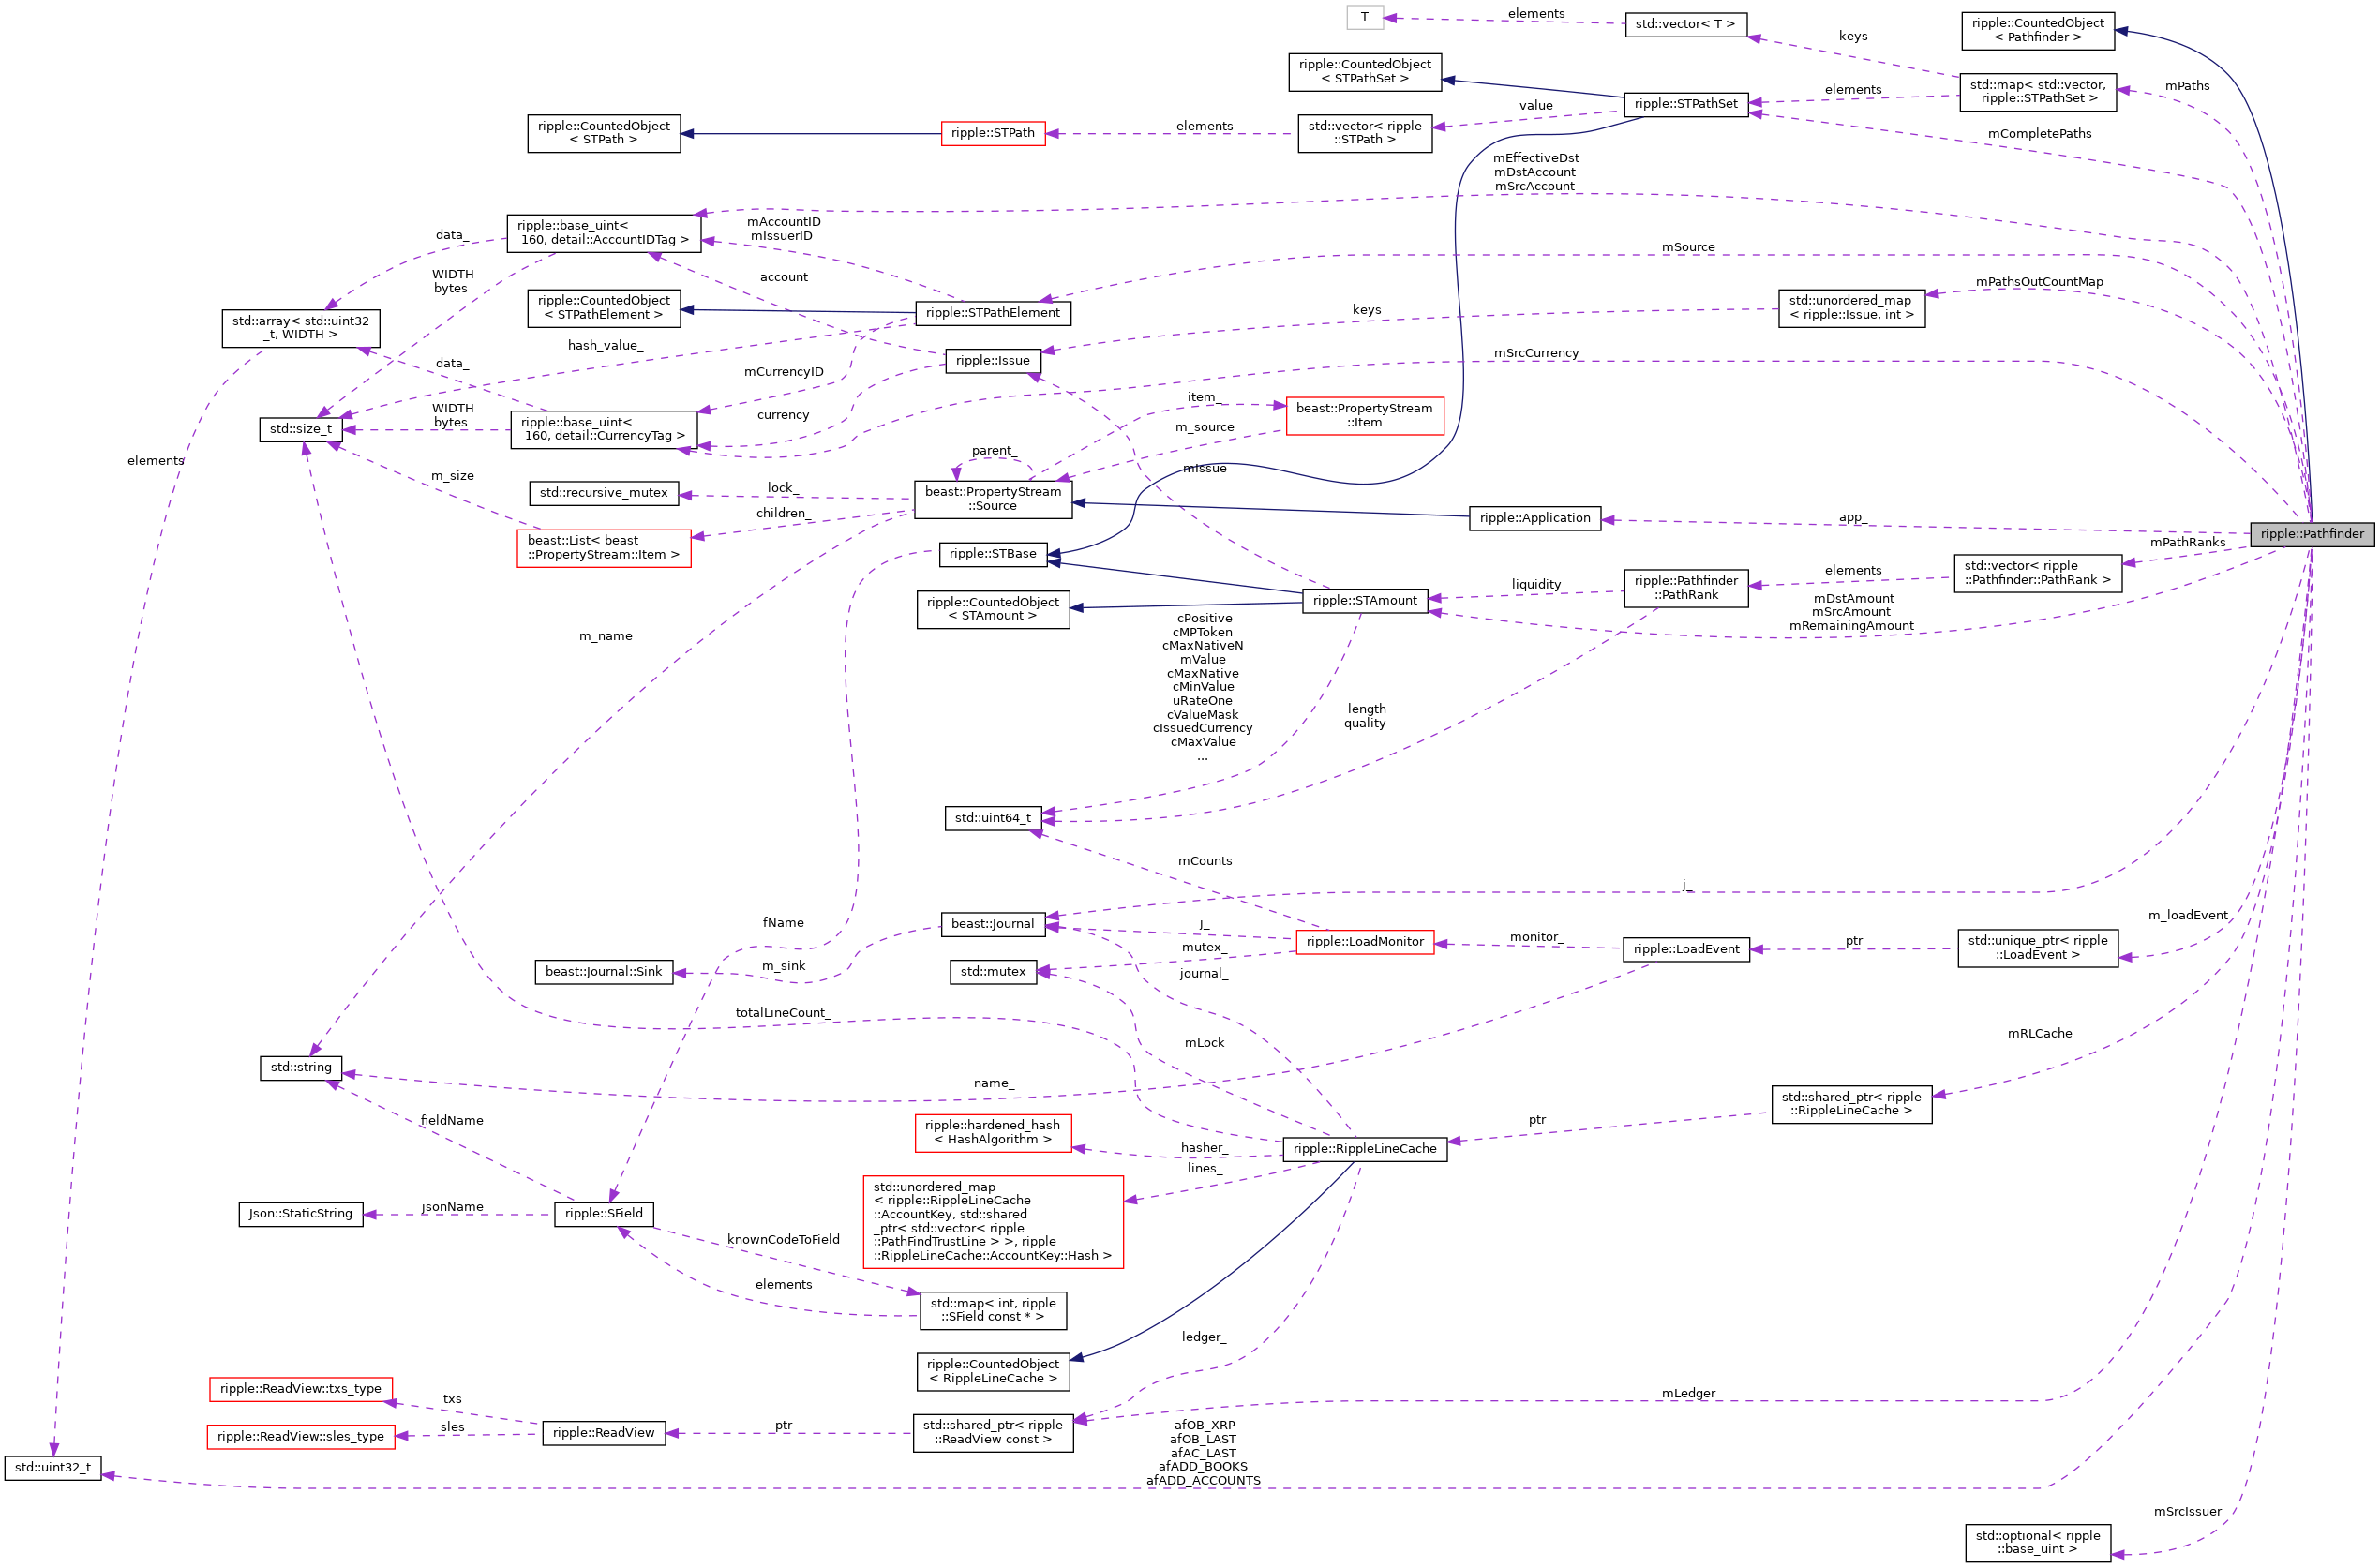 T
elements
std::vector< T >
ripple::CountedObject
< Pathfinder >
keys
ripple::CountedObject
< STPathSet >
std::map< std::vector,
ripple::STPathSet >
mPaths
elements
ripple::STPathSet
value
ripple::CountedObject
< STPath >
ripple::STPath
elements
std::vector< ripple
::STPath >
mCompletePaths
mEffectiveDst
mDstAccount
mSrcAccount
ripple::base_uint<
160, detail::AccountIDTag >
mAccountID
mIssuerID
data_
mSource
WIDTH
bytes
account
mPathsOutCountMap
ripple::CountedObject
< STPathElement >
ripple::STPathElement
keys
std::unordered_map
< ripple::Issue, int >
std::array< std::uint32
_t, WIDTH >
hash_value_
ripple::Issue
mSrcCurrency
data_
mCurrencyID
item_
beast::PropertyStream
::Item
WIDTH
bytes
currency
std::size_t
ripple::base_uint<
160, detail::CurrencyTag >
m_source
parent_
elements
m_size
mIssue
std::recursive_mutex
lock_
beast::PropertyStream
::Source
children_
ripple::Application
app_
ripple::Pathfinder
beast::List< beast
::PropertyStream::Item >
ripple::STBase
mPathRanks
std::vector< ripple
::Pathfinder::PathRank >
elements
ripple::Pathfinder
::PathRank
liquidity
ripple::CountedObject
< STAmount >
ripple::STAmount
mDstAmount
mSrcAmount
mRemainingAmount
m_name
cPositive
cMPToken
cMaxNativeN
mValue
cMaxNative
cMinValue
uRateOne
cValueMask
cIssuedCurrency
cMaxValue
...
length
quality
std::uint64_t
mCounts
j_
fName
beast::Journal
j_
ripple::LoadMonitor
monitor_
ripple::LoadEvent
ptr
std::unique_ptr< ripple
::LoadEvent >
m_loadEvent
mutex_
beast::Journal::Sink
m_sink
std::mutex
journal_
totalLineCount_
mLock
mRLCache
std::string
name_
std::shared_ptr< ripple
::RippleLineCache >
fieldName
ripple::hardened_hash
< HashAlgorithm >
ptr
hasher_
ripple::RippleLineCache
lines_
std::unordered_map
< ripple::RippleLineCache
::AccountKey, std::shared
_ptr< std::vector< ripple
::PathFindTrustLine > >, ripple
::RippleLineCache::AccountKey::Hash >
Json::StaticString
jsonName
ripple::SField
knownCodeToField
elements
std::map< int, ripple
::SField const * >
ledger_
ripple::CountedObject
< RippleLineCache >
ripple::ReadView::txs_type
txs
mLedger
ripple::ReadView::sles_type
sles
ripple::ReadView
ptr
std::shared_ptr< ripple
::ReadView const >
afOB_XRP
afOB_LAST
afAC_LAST
afADD_BOOKS
afADD_ACCOUNTS
std::uint32_t
mSrcIssuer
std::optional< ripple
::base_uint >